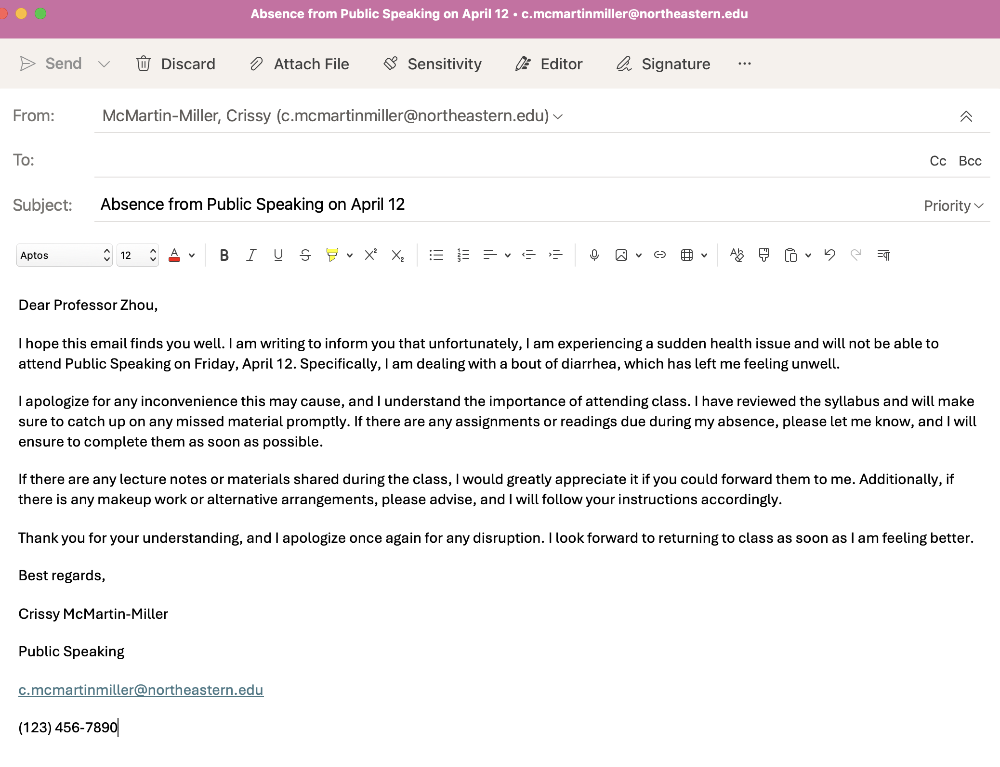 Absence from Public Speaking on April 12 • c.mcmartinmiller@northeastern.edu
Send Discard Attach File Sensitivity Editor Signature ...
From: McMartin-Miller, Crissy (c.mcmartinmiller@northeastern.edu)
To: Cc Bcc
Subject: Absence from Public Speaking on April 12 Priority
Aptos 12
Dear Professor Zhou,
I hope this email finds you well. I am writing to inform you that unfortunately, I am experiencing a sudden health issue and will not be able to
attend Public Speaking on Friday, April 12. Specifically, I am dealing with a bout of diarrhea, which has left me feeling unwell.
I apologize for any inconvenience this may cause, and I understand the importance of attending class. I have reviewed the syllabus and will make
sure to catch up on any missed material promptly. If there are any assignments or readings due during my absence, please let me know, and I will
ensure to complete them as soon as possible.
If there are any lecture notes or materials shared during the class, I would greatly appreciate it if you could forward them to me. Additionally, if
there is any makeup work or alternative arrangements, please advise, and I will follow your instructions accordingly.
Thank you for your understanding, and I apologize once again for any disruption. I look forward to returning to class as soon as I am feeling better.
Best regards,
Crissy McMartin-Miller
Public Speaking
c.mcmartinmiller@northeastern.edu
(123) 456-7890